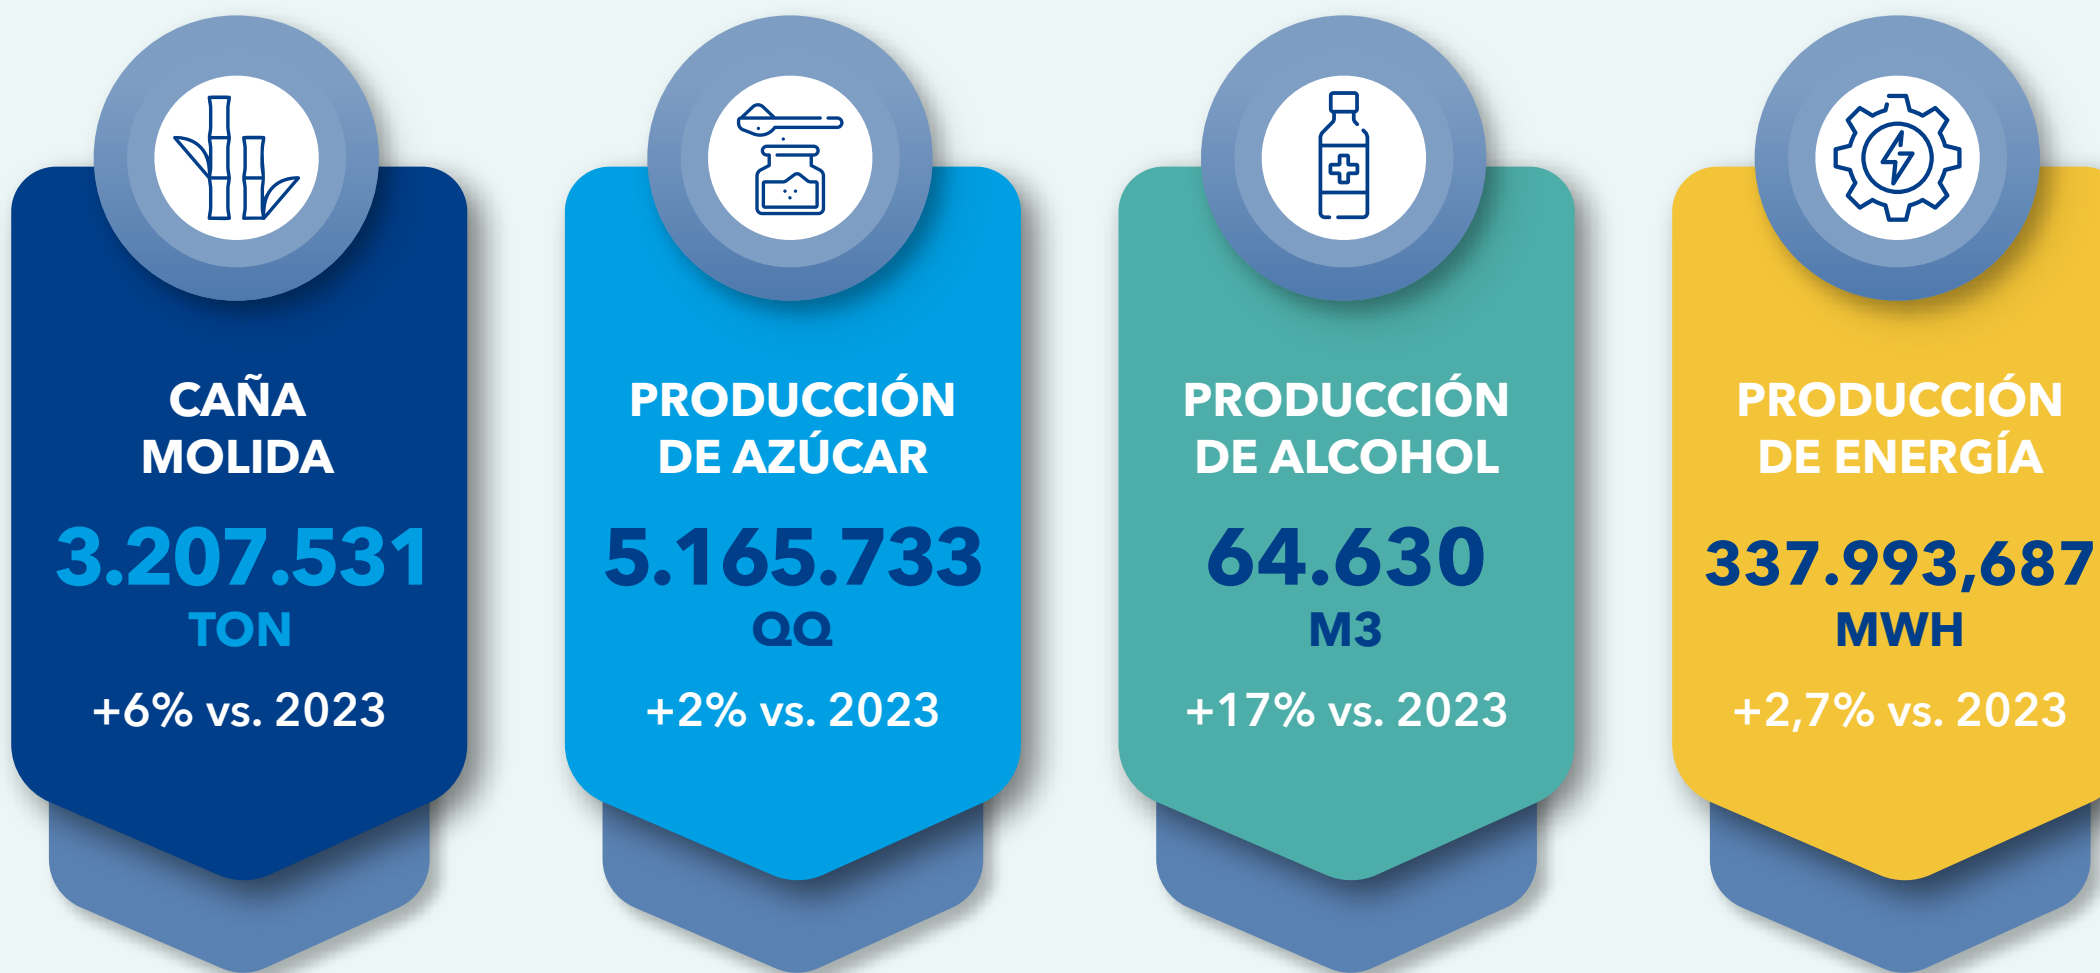 CAÑA
MOLIDA
3.207.531
TON
+6% vs. 2023
PRODUCCIÓN
DE AZÚCAR
5.165.733
QQ
+2% vs. 2023
PRODUCCIÓN
DE ALCOHOL
64.630
M3
+17% vs. 2023
PRODUCCIÓN
DE ENERGÍA
337.993,687
MWH
+2,7% vs. 2023